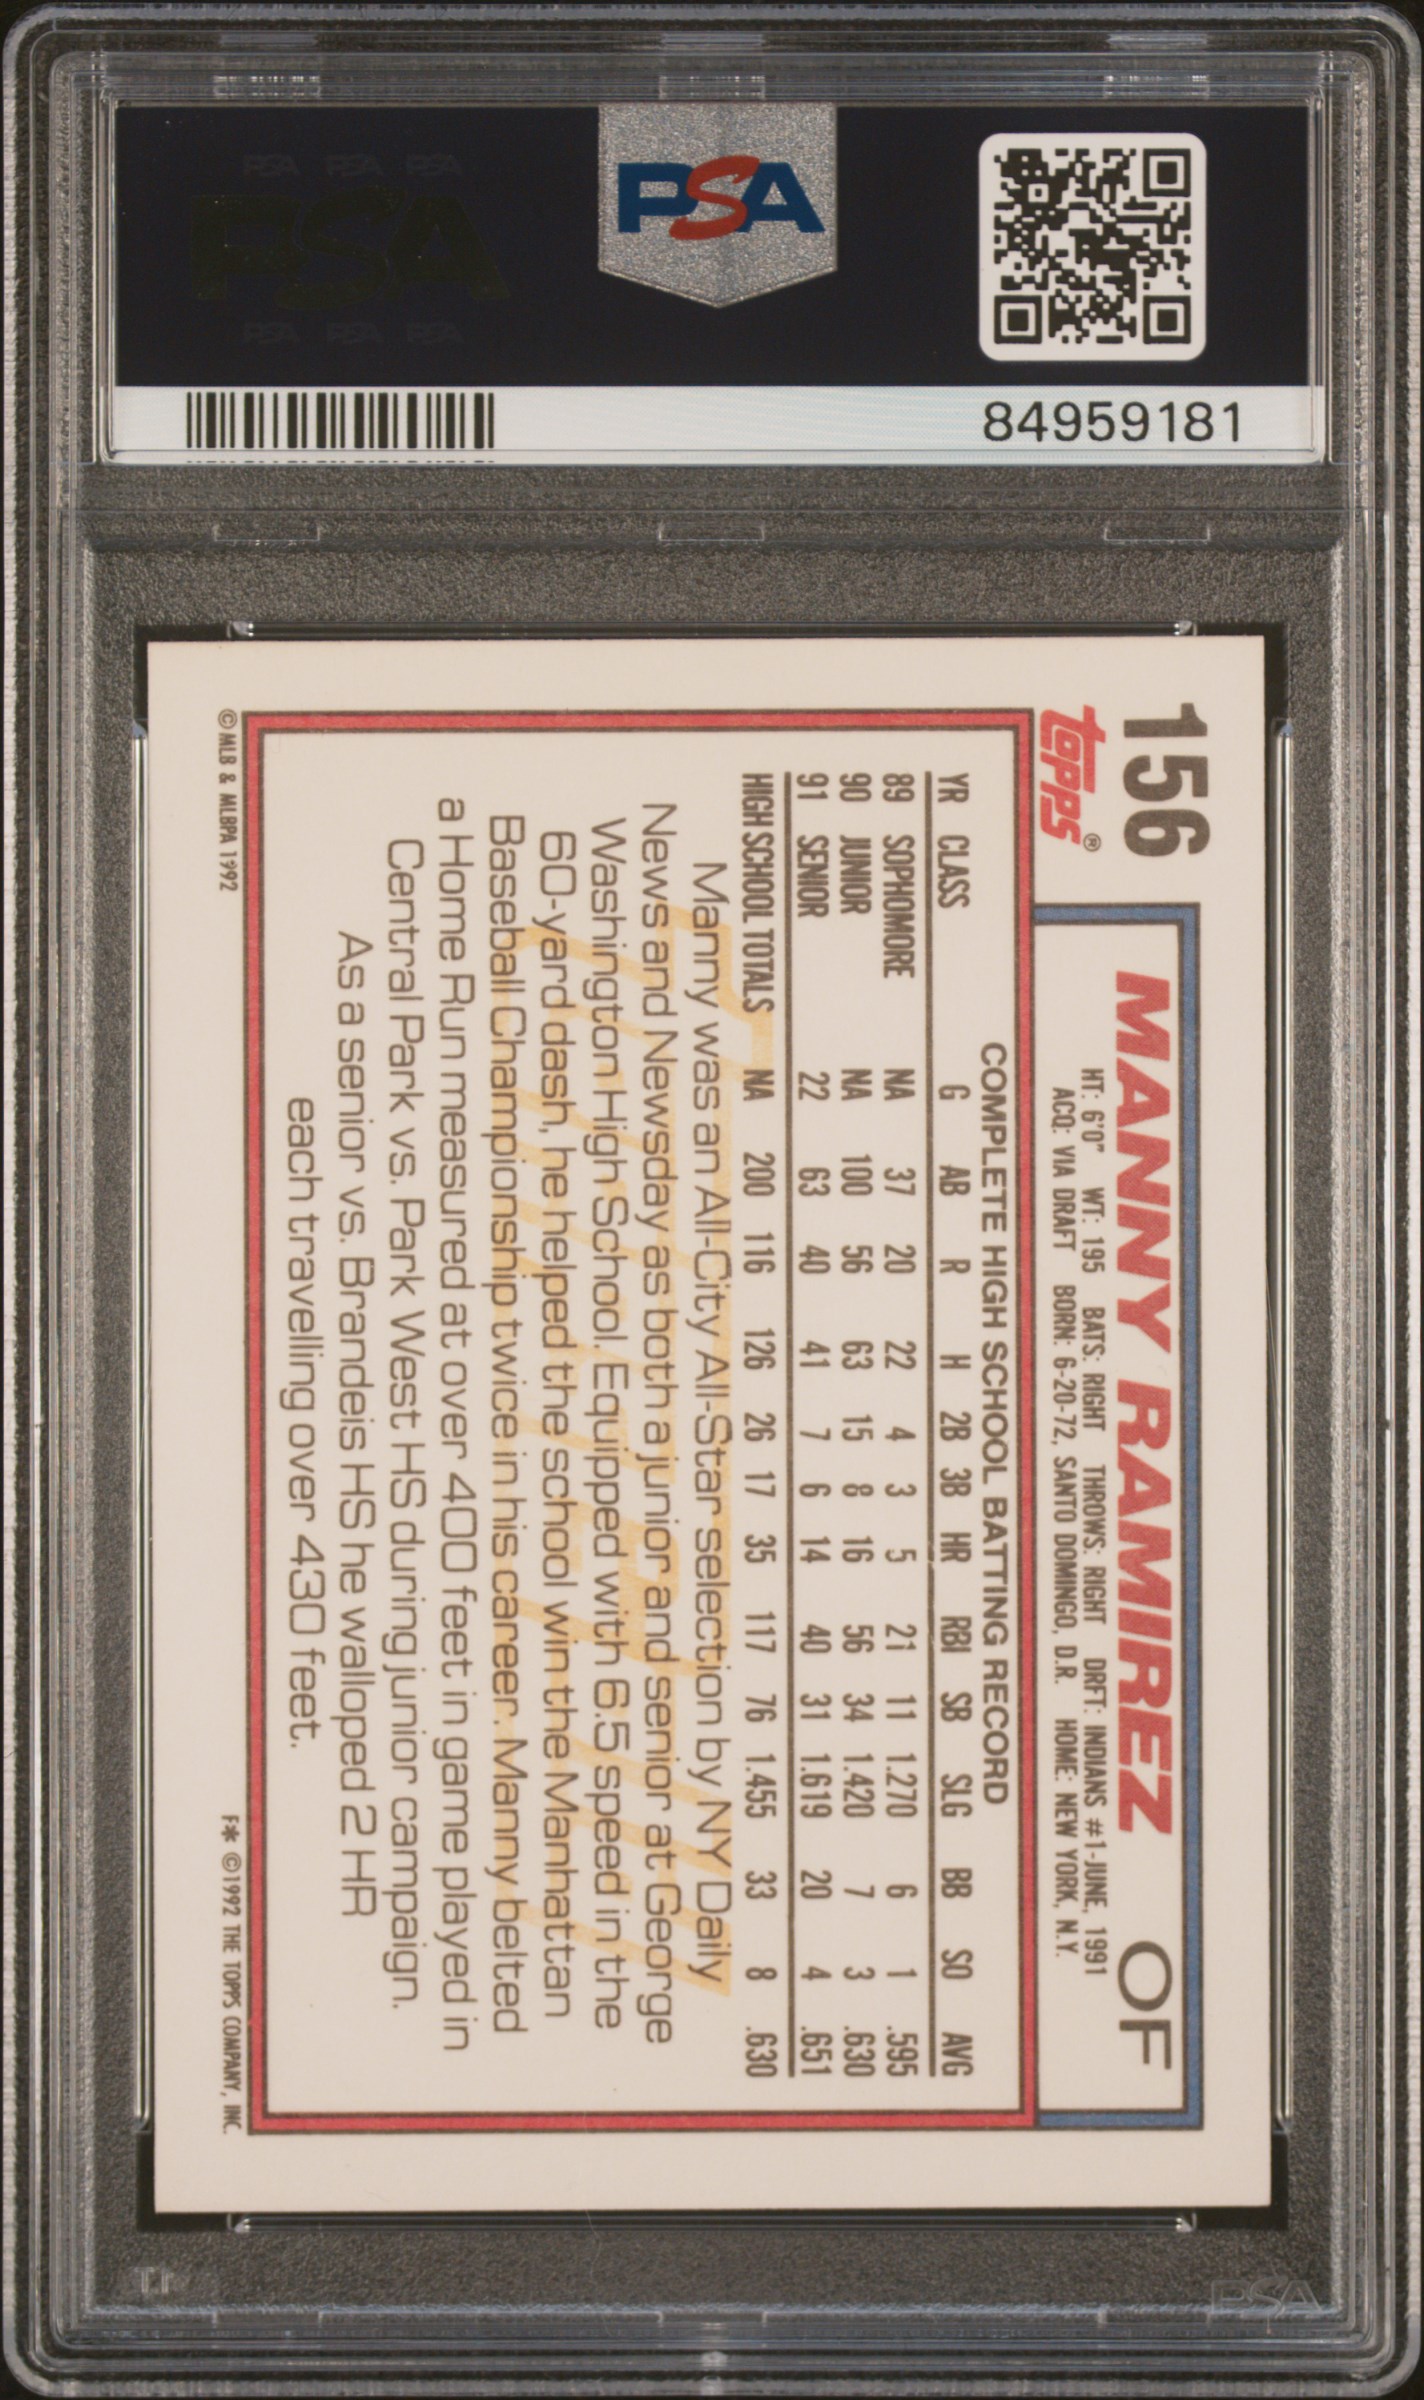 PSA PSA PSA
PSA
PSA PSA PSA
PSA
84959181
156
TOPPS®
MANNY RAMIREZ OF
HT: 6'0" WT: 195 BATS: RIGHT THROWS: RIGHT DRFT: INDIANS #1-JUNE, 1991
ACQ: VIA DRAFT BORN: 6-20-72, SANTO DOMINGO, D.R. HOME: NEW YORK, N.Y.
COMPLETE HIGH SCHOOL BATTING RECORD
YR CLASS G AB R H 2B 3B HR RBI SB SLG BB SO AVG
89 SOPHOMORE NA 37 20 22 4 3 5 21 11 1.270 6 1 .595
90 JUNIOR NA 100 56 63 15 8 16 56 34 1.420 7 3 .630
91 SENIOR 22 63 40 41 7 6 14 40 31 1.619 20 4 .651
HIGH SCHOOL TOTALS NA 200 116 126 26 17 35 117 76 1.455 33 8 .630
Manny was an All-City All-Star selection by NY Daily
News and Newsday as both a junior and senior at George
Washington High School. Equipped with 6.5 speed in the
60-yard dash, he helped the school win the Manhattan
Baseball Championship twice in his career. Manny belted
a Home Run measured at over 400 feet in game played in
Central Park vs. Park West HS during junior campaign.
As a senior vs. Brandeis HS he walloped 2 HR
each travelling over 430 feet.
© MLB & MLBPA 1992
F* ©1992 THE TOPPS COMPANY, INC.
PSA